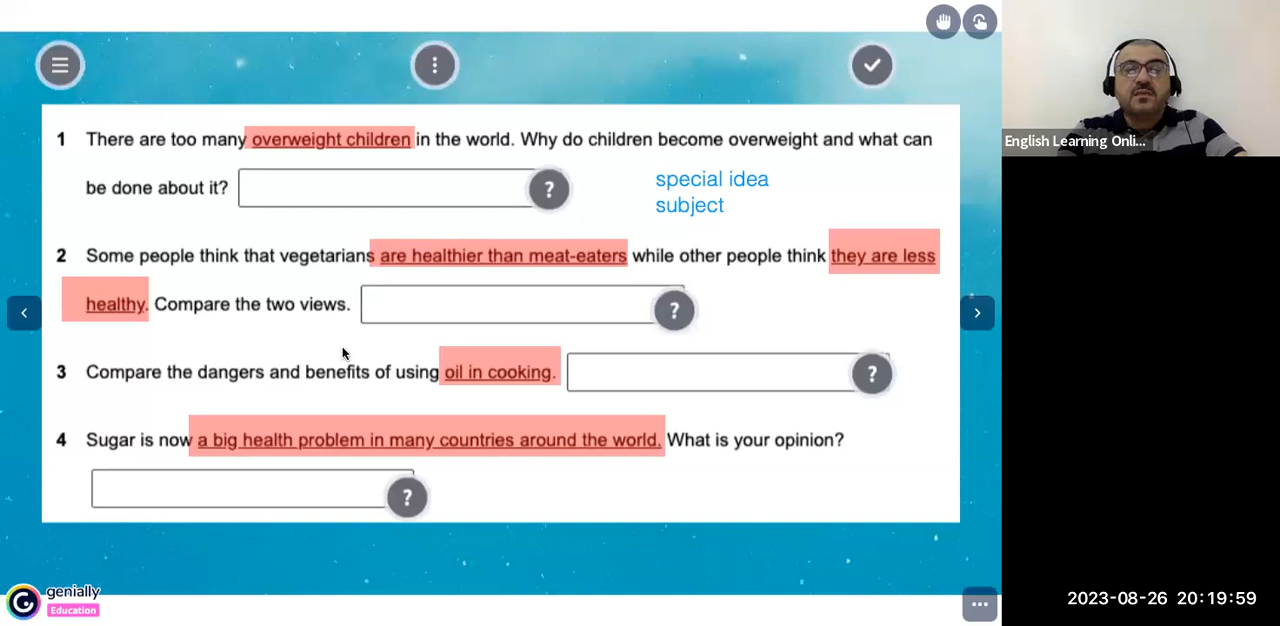 1 There are too many overweight children in the world. Why do children become overweight and what can
be done about it? ?
special idea
subject
2 Some people think that vegetarians are healthier than meat-eaters while other people think they are less
healthy. Compare the two views. ?
3 Compare the dangers and benefits of using oil in cooking. ?
4 Sugar is now a big health problem in many countries around the world. What is your opinion?
?
English Learning Onli...
genially
Education
2023-08-26 20:19:59